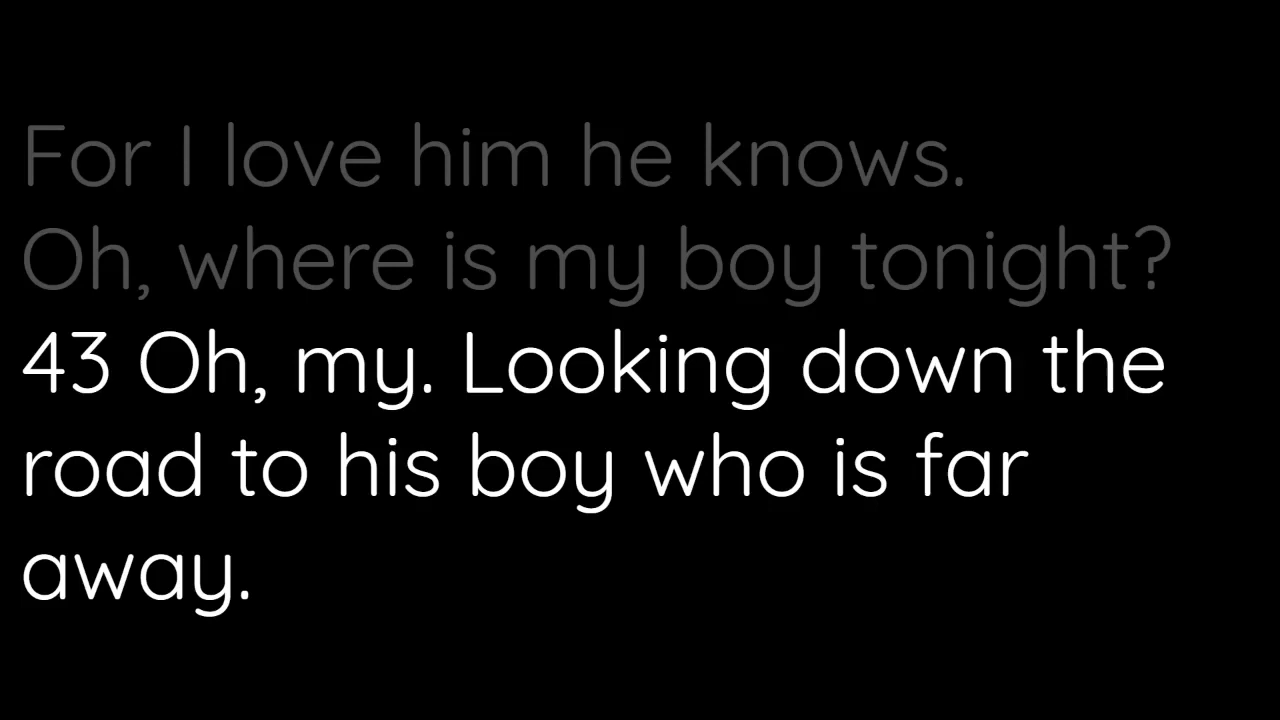 For I love him he knows.
Oh, where is my boy tonight?
43 Oh, my. Looking down the
road to his boy who is far
away.